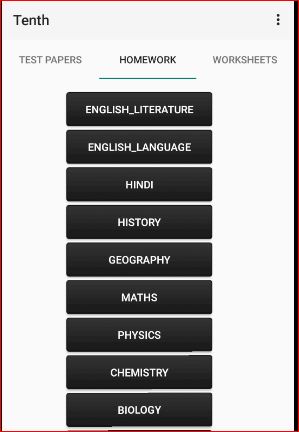 Tenth
TEST PAPERS HOMEWORK WORKSHEETS
ENGLISH_LITERATURE
ENGLISH_LANGUAGE
HINDI
HISTORY
GEOGRAPHY
MATHS
PHYSICS
CHEMISTRY
BIOLOGY